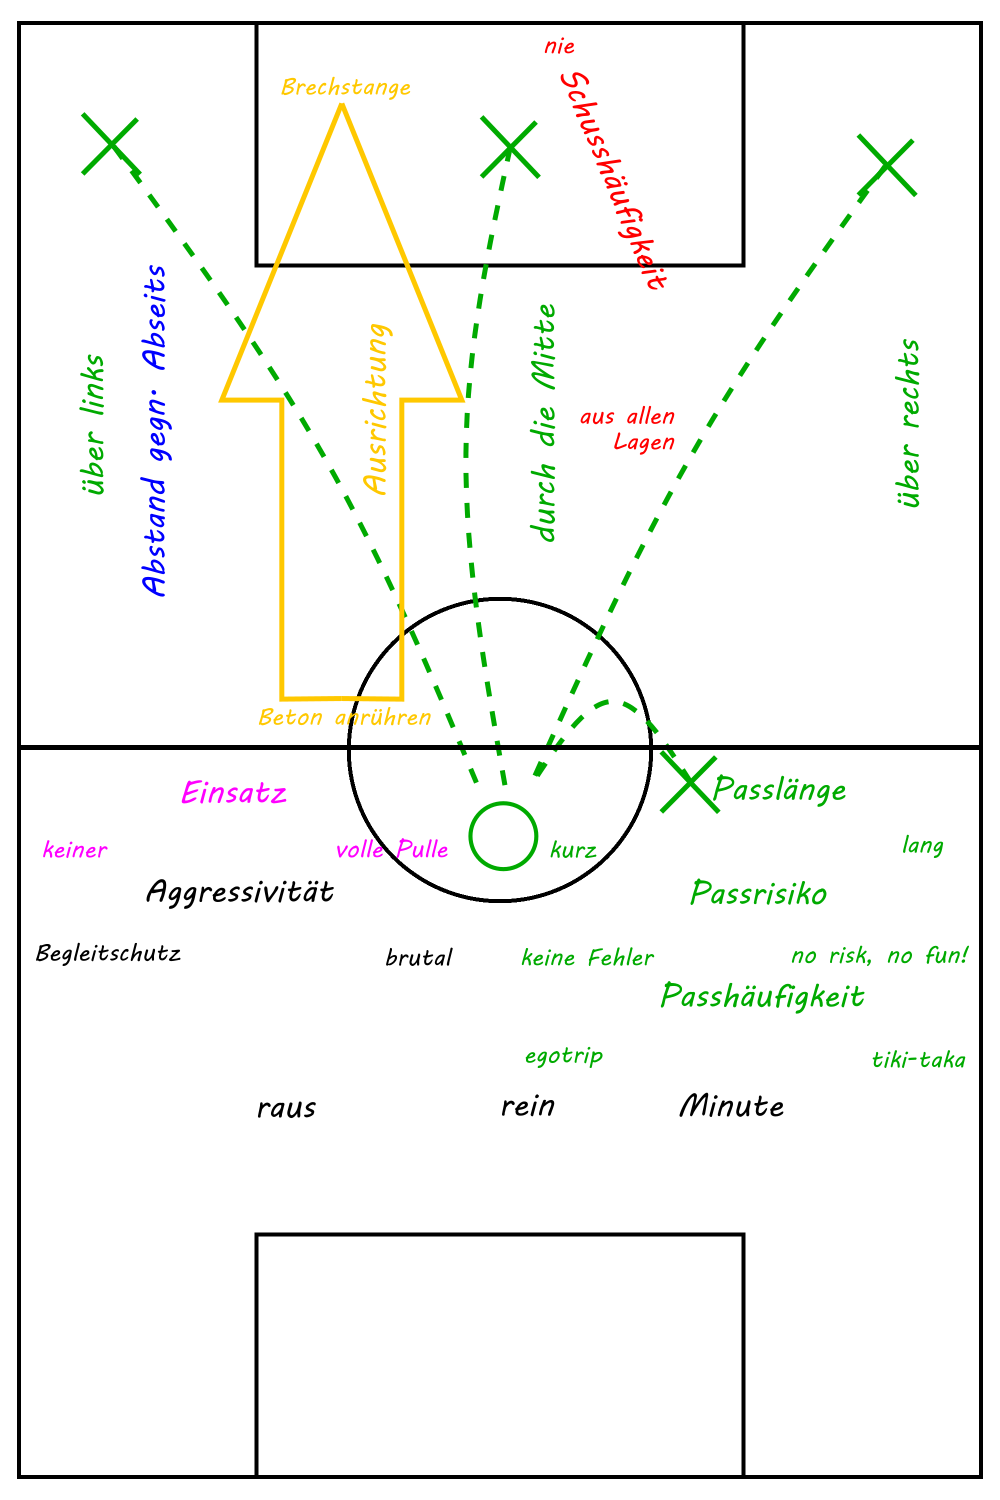 nie
Schusshäufigkeit
Brechstange
über links
Abstand gegn. Abseits
Ausrichtung
durch die Mitte
aus allen
Lagen
über rechts
Beton anrühren
Einsatz
Passlänge
keiner
volle Pulle
kurz
lang
Aggressivität
Passrisiko
Begleitschutz
brutal
keine Fehler
no risk, no fun!
Passhäufigkeit
egotrip
tiki-taka
raus
rein
Minute